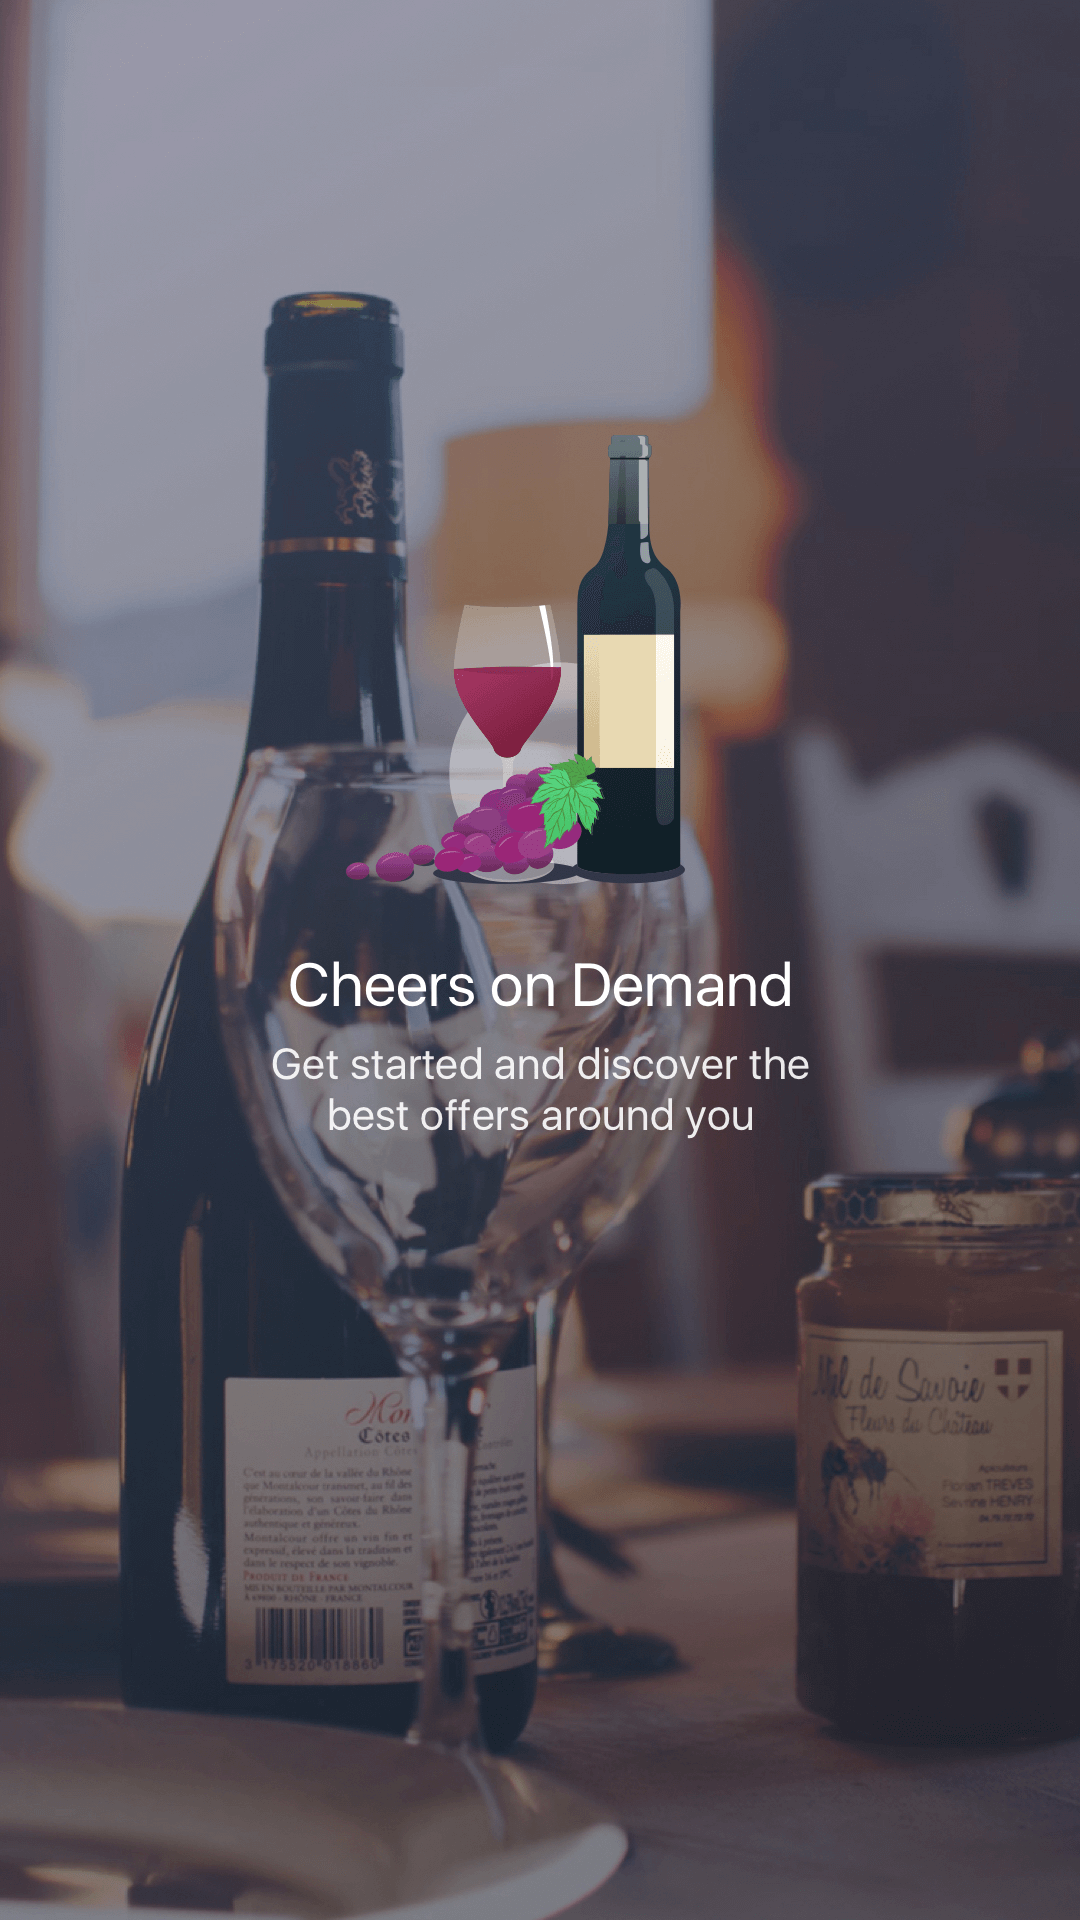 Cheers on Demand
Get started and discover the
best offers around you
Mel de Savoie
Fleurs du Château
Apiculteurs
Florian TREVES
Sevrine HENRY
Mon
Côtes
Appellation Côtes
C'est au cœur de la vallée du Rhône
que Montalcour transmet, au fil des
générations, son savoir-faire dans
l'élaboration d'un Côtes du Rhône
authentique et généreux.
Montalcour offre un vin fin et
expressif, élevé dans la tradition et
dans le respect de son vignoble.
PRODUIT DE FRANCE
MIS EN BOUTEILLE PAR MONTALCOUR
À 69600 - RHÔNE - FRANCE
3 175520 018860